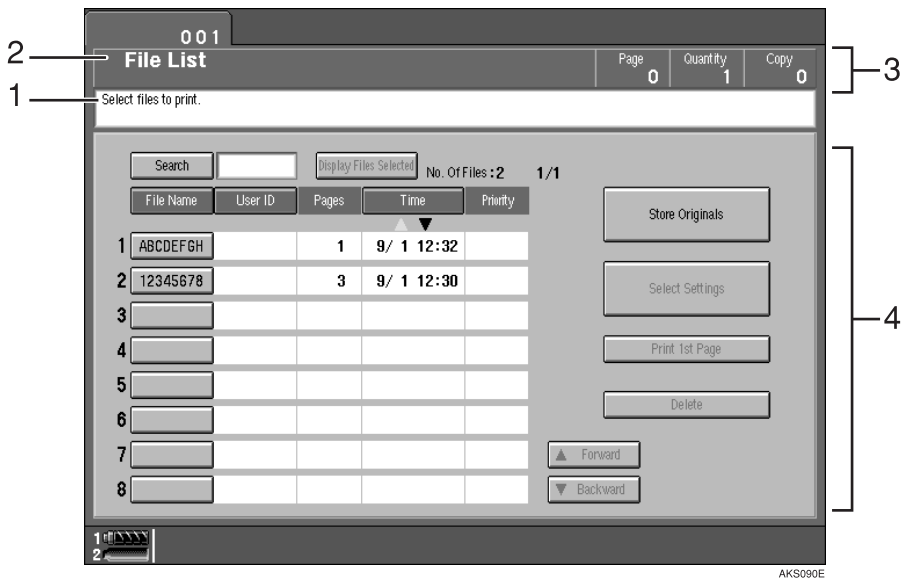 001
2 File List
Page 0 Quantity 1 Copy 0
3
1 Select files to print.
Search Display Files Selected No. Of Files :2 1/1
File Name User ID Pages Time Priority
Store Originals
1 ABCDEFGH 1 9/ 1 12:32
2 12345678 3 9/ 1 12:30
Select Settings
3
4
4
Print 1st Page
5
Delete
6
7
▲ Forward
8
▼ Backward
1
2
AKS090E